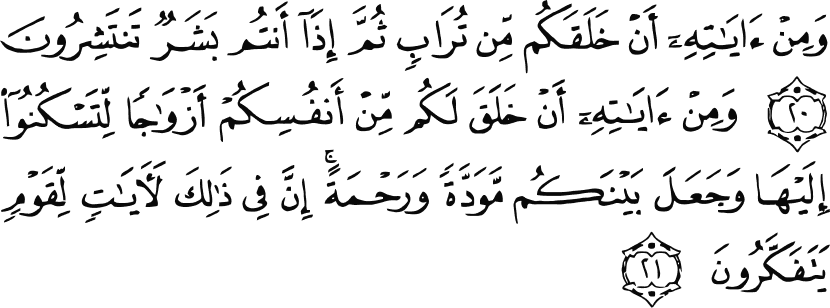 وَمِنْ ءَايَـٰتِهِۦٓ أَنْ خَلَقَكُم مِّن تُرَابٍ ثُمَّ إِذَآ أَنتُم بَشَرٌ تَنتَشِرُونَ
﴿٢٠﴾ وَمِنْ ءَايَـٰتِهِۦٓ أَنْ خَلَقَ لَكُم مِّنْ أَنفُسِكُمْ أَزْوَٰجًا لِّتَسْكُنُوٓا۟
إِلَيْهَا وَجَعَلَ بَيْنَكُم مَّوَدَّةً وَرَحْمَةً ۚ إِنَّ فِى ذَٰلِكَ لَـَٔايَـٰتٍ لِّقَوْمٍ
يَتَفَكَّرُونَ ﴿٢١﴾